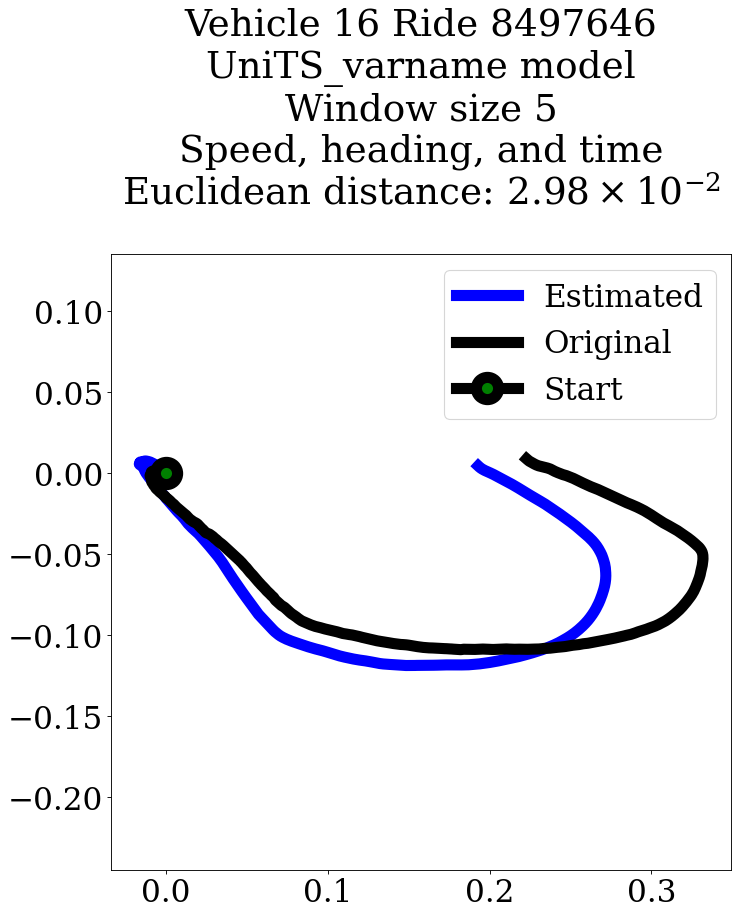 Vehicle 16 Ride 8497646
UniTS_varname model
Window size 5
Speed, heading, and time
Euclidean distance: 2.98 × 10⁻²
Estimated
Original
Start
0.10
0.05
0.00
−0.05
−0.10
−0.15
−0.20
0.0 0.1 0.2 0.3